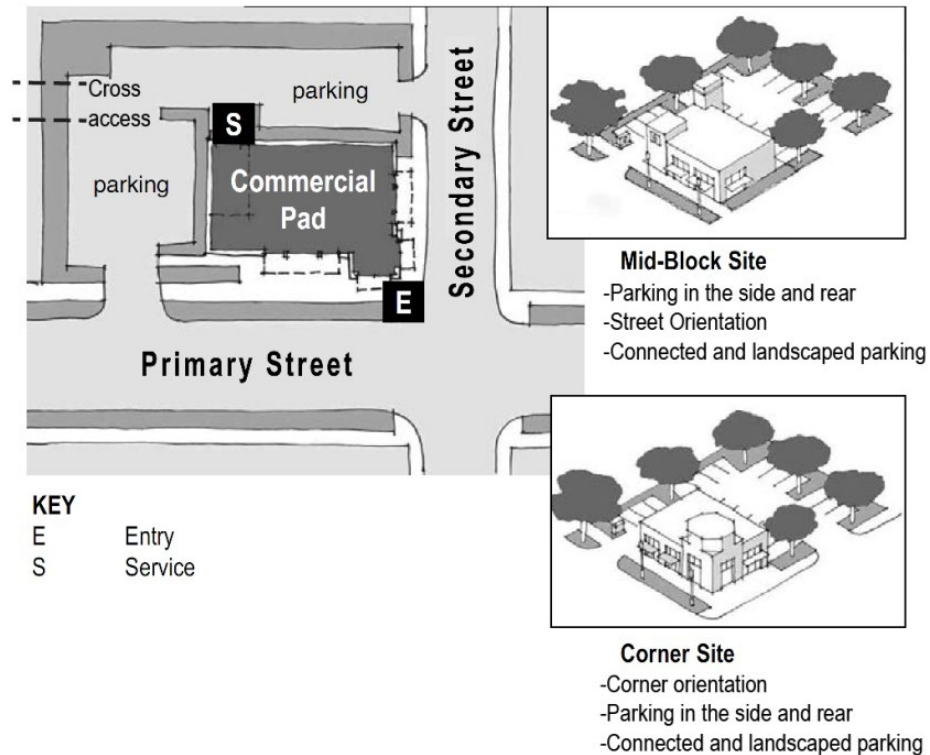 Cross
access
parking
parking
S
Commercial
Pad
E
Secondary Street
Primary Street
KEY
E Entry
S Service
Mid-Block Site
-Parking in the side and rear
-Street Orientation
-Connected and landscaped parking
Corner Site
-Corner orientation
-Parking in the side and rear
-Connected and landscaped parking